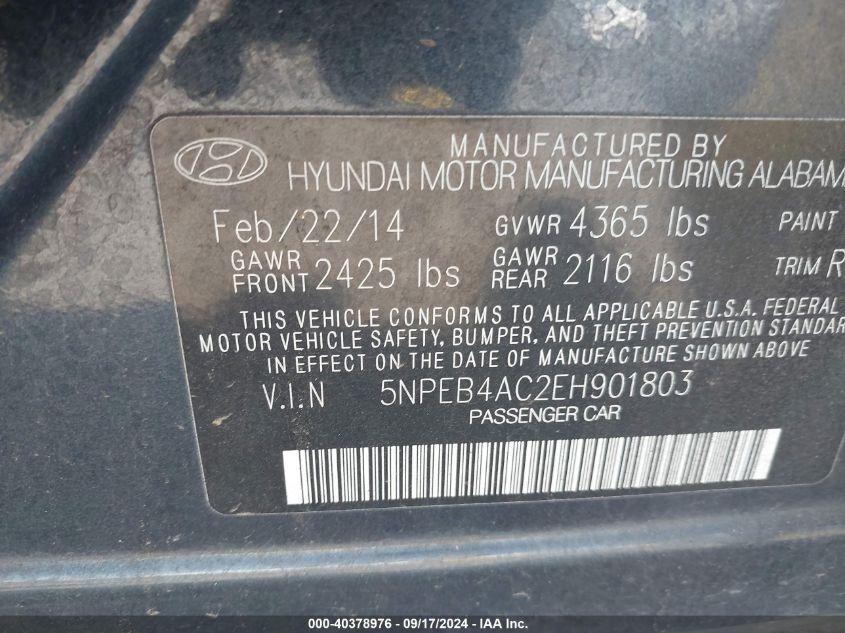 MANUFACTURED BY
HYUNDAI MOTOR MANUFACTURING ALABAM
Feb/22/14 GVWR 4365 lbs PAINT
GAWR FRONT 2425 lbs GAWR REAR 2116 lbs TRIM R
THIS VEHICLE CONFORMS TO ALL APPLICABLE U.S.A. FEDERAL
MOTOR VEHICLE SAFETY, BUMPER, AND THEFT PREVENTION STANDAR
IN EFFECT ON THE DATE OF MANUFACTURE SHOWN ABOVE
V.I.N 5NPEB4AC2EH901803
PASSENGER CAR
000-40378976 - 09/17/2024 - IAA Inc.